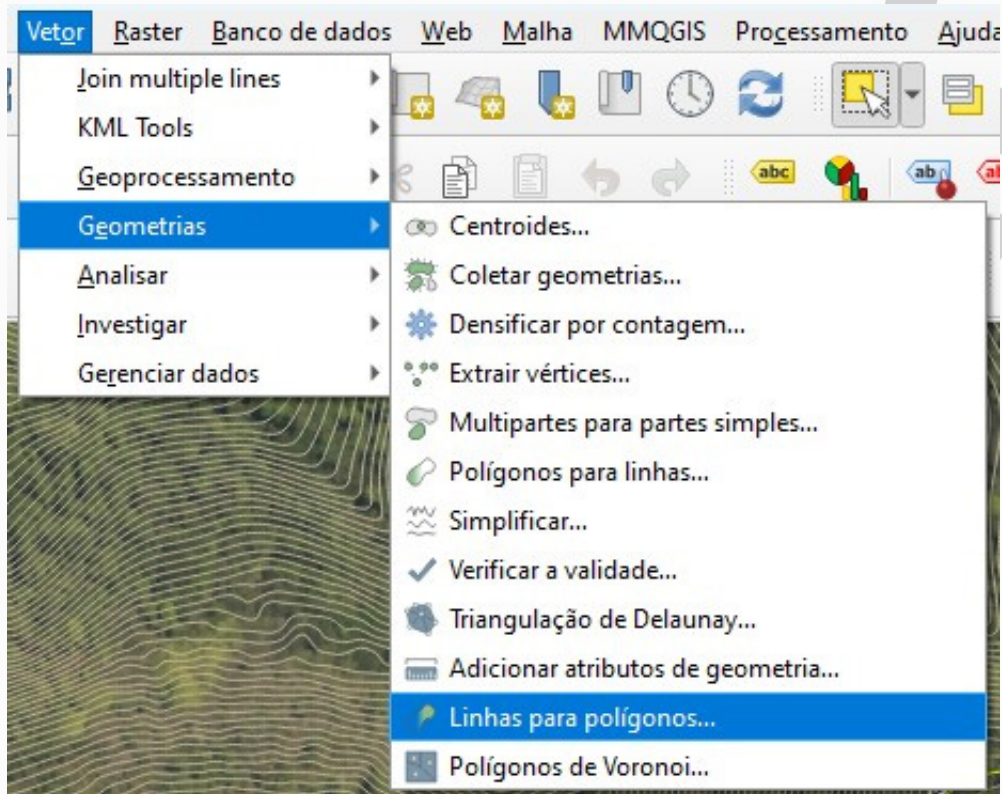 Vetor Raster Banco de dados Web Malha MMQGIS Processamento Ajuda
Join multiple lines
KML Tools
Geoprocessamento
abc
ab
Geometrias
Centroides...
Analisar
Coletar geometrias...
Investigar
Densificar por contagem...
Gerenciar dados
Extrair vértices...
Multipartes para partes simples...
Polígonos para linhas...
Simplificar...
Verificar a validade...
Triangulação de Delaunay...
Adicionar atributos de geometria...
Linhas para polígonos...
Polígonos de Voronoi...